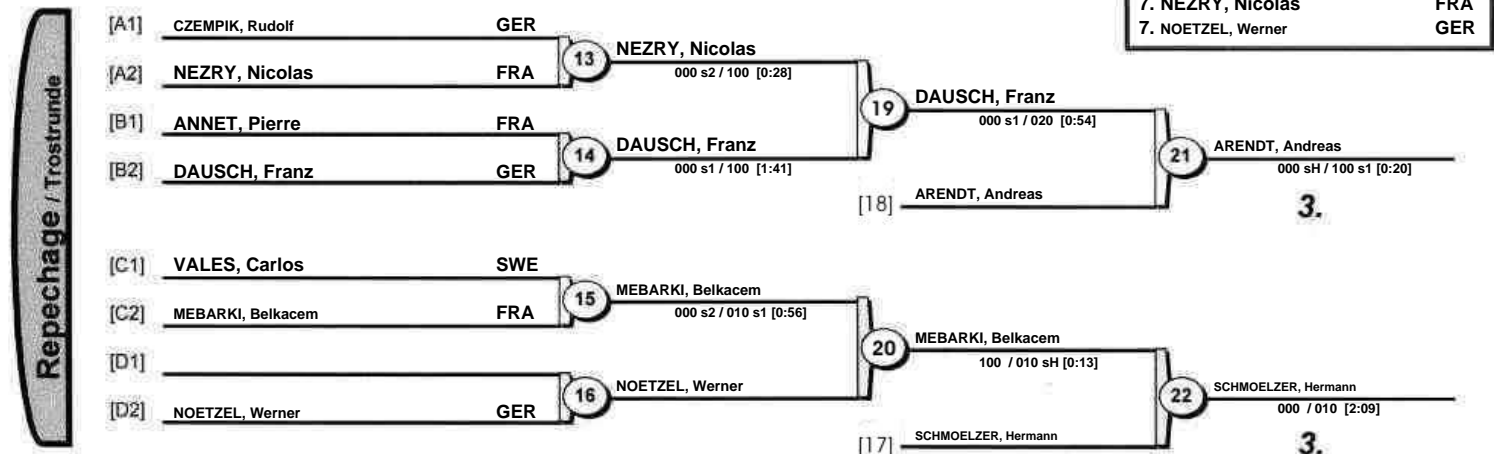 7. NEZRY, Nicolas FRA
7. NOETZEL, Werner GER
Repechage / Trostrunde
[A1] CZEMPIK, Rudolf GER
13 NEZRY, Nicolas
000 s2 / 100 [0:28]
[A2] NEZRY, Nicolas FRA
19 DAUSCH, Franz
000 s1 / 020 [0:54]
[B1] ANNET, Pierre FRA
14 DAUSCH, Franz
000 s1 / 100 [1:41]
[B2] DAUSCH, Franz GER
21 ARENDT, Andreas
000 sH / 100 s1 [0:20]
[18] ARENDT, Andreas
3.
[C1] VALES, Carlos SWE
15 MEBARKI, Belkacem
000 s2 / 010 s1 [0:56]
[C2] MEBARKI, Belkacem FRA
20 MEBARKI, Belkacem
100 / 010 sH [0:13]
[D1]
16 NOETZEL, Werner
[D2] NOETZEL, Werner GER
22 SCHMOELZER, Hermann
000 / 010 [2:09]
[17] SCHMOELZER, Hermann
3.